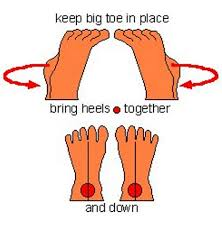 keep big toe in place
bring heels together
and down